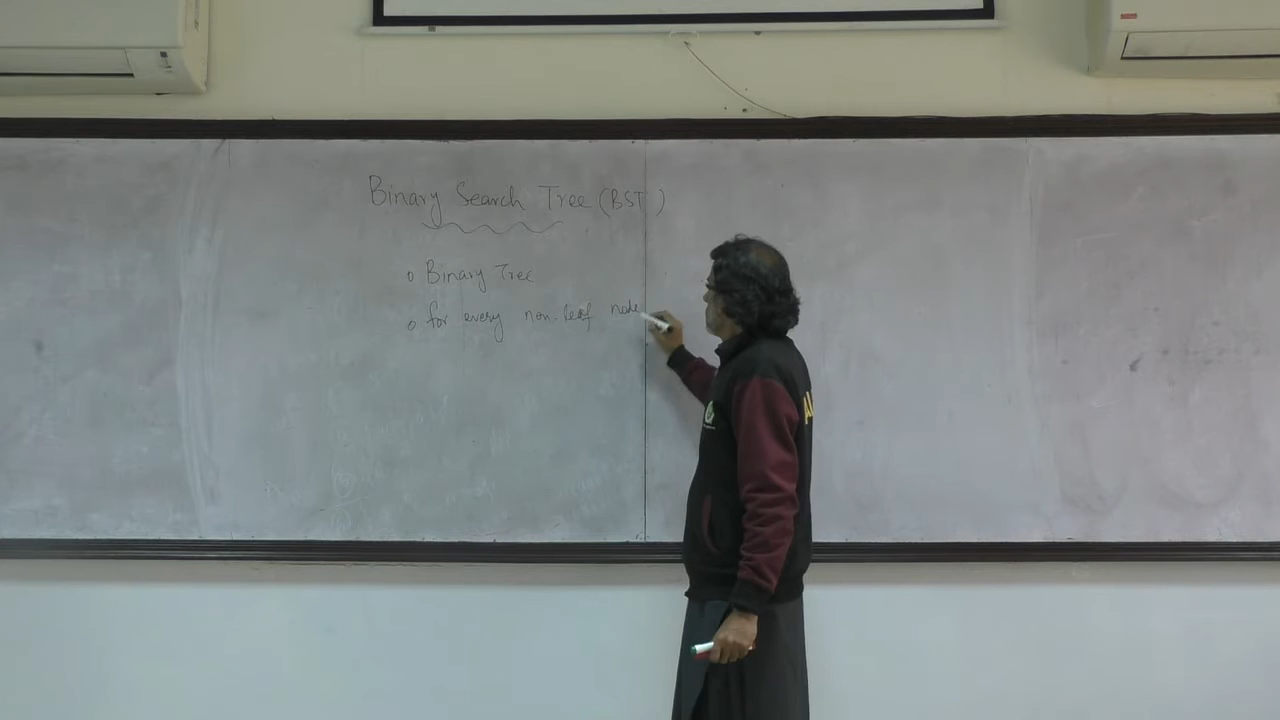 Binary Search Tree (BST)
o Binary Tree
o for every non-leaf node